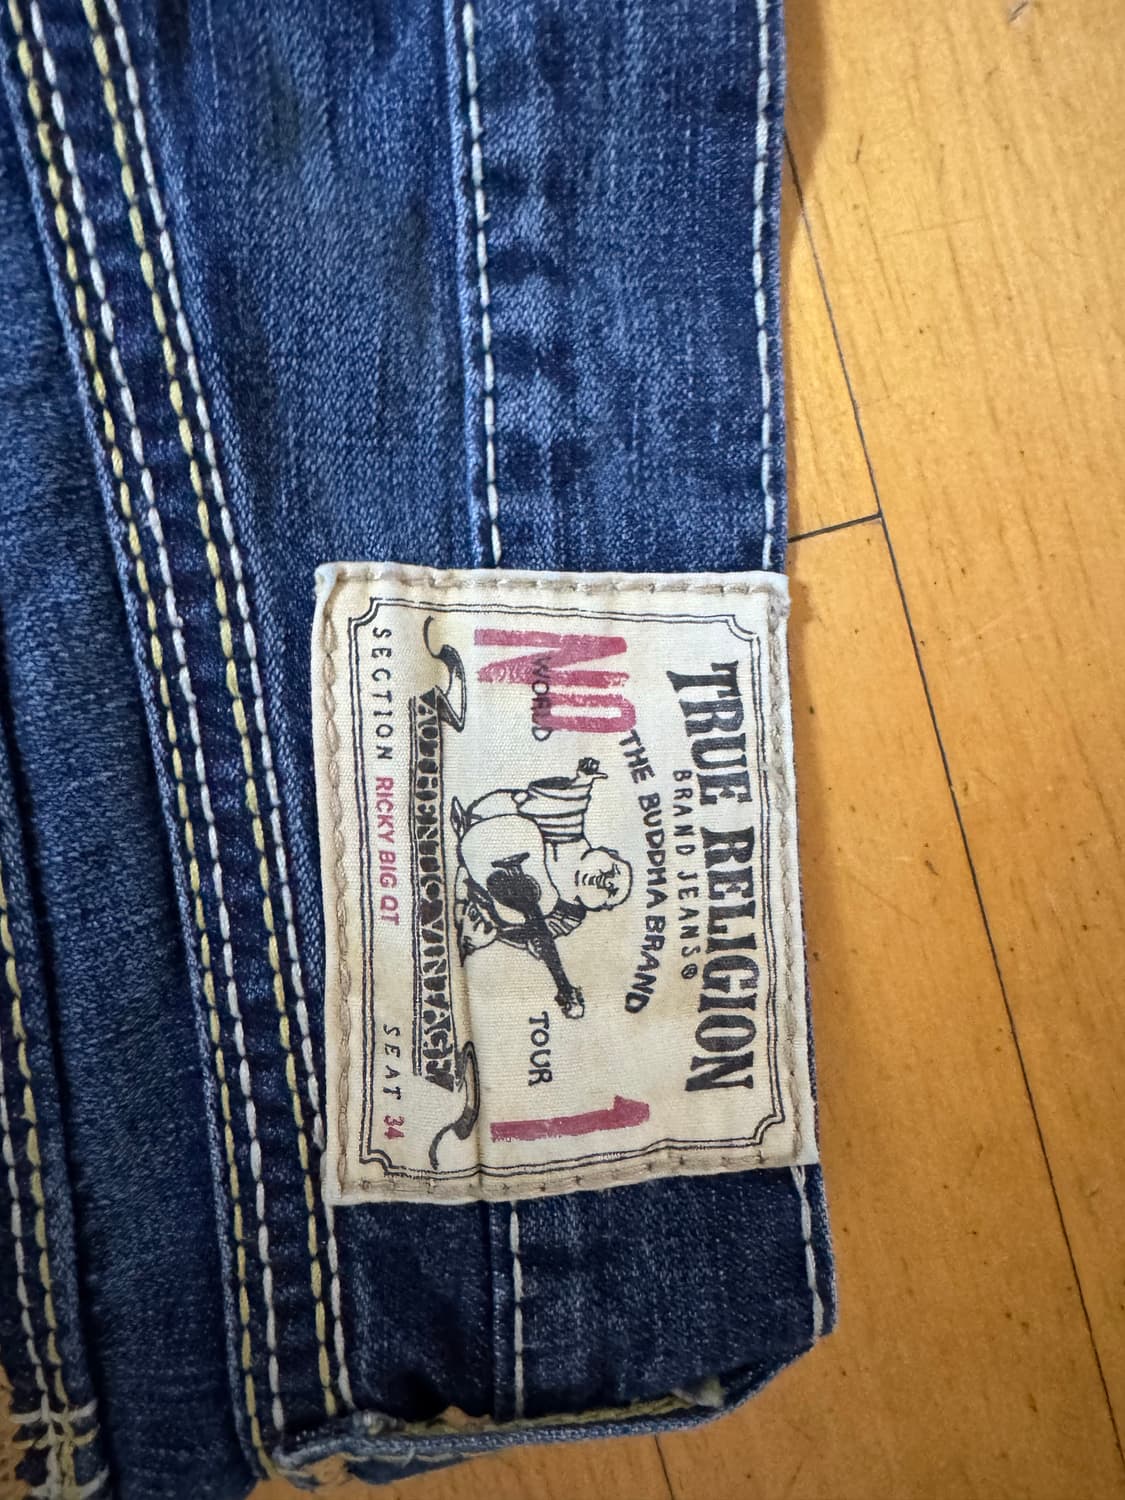 TRUE RELIGION
BRAND JEANS®
THE BUDDHA BRAND
NO 1
WORLD TOUR
SECTION RICKY BIG QT SEAT 34